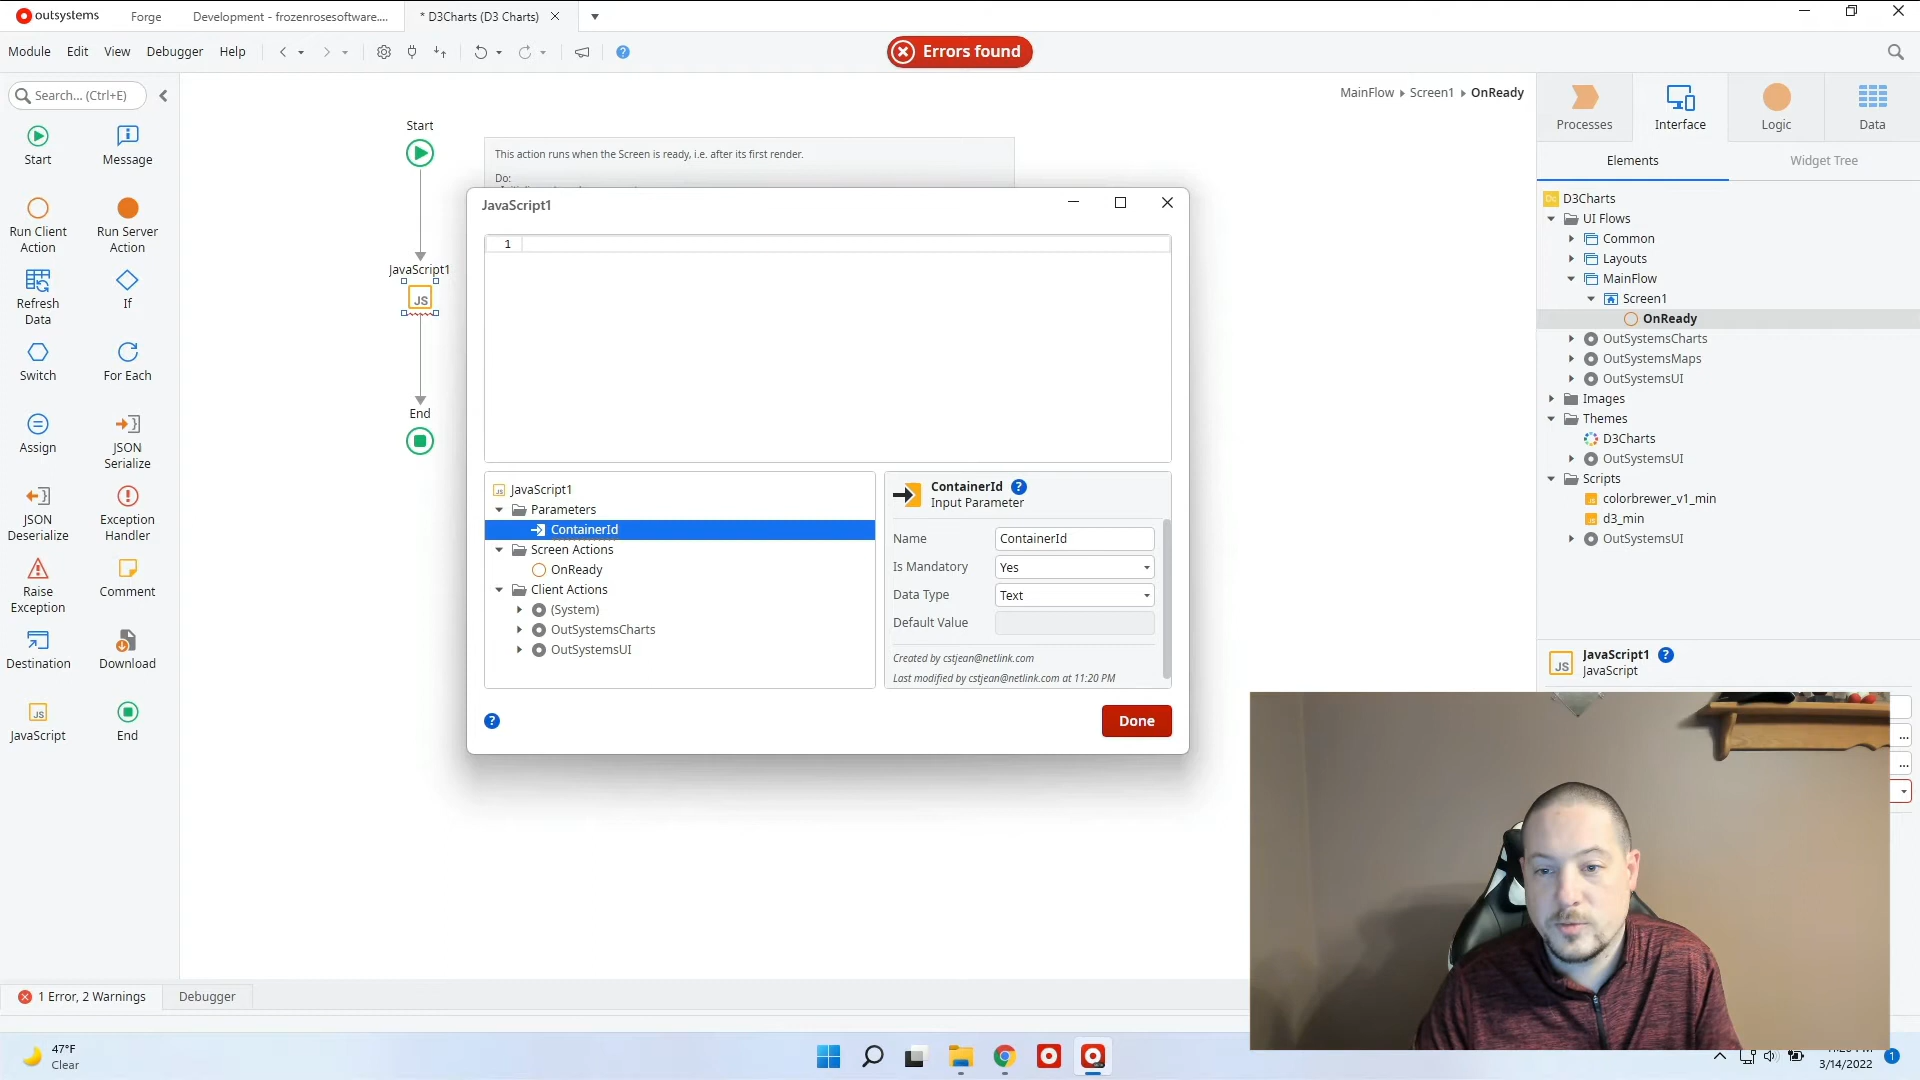 outsystems
Forge
Development - frozenrosesoftware....
* D3Charts (D3 Charts)
Module
Edit
View
Debugger
Help
Errors found
Search... (Ctrl+E)
Start
Message
Run Client Action
Run Server Action
Refresh Data
If
Switch
For Each
Assign
JSON Serialize
JSON Deserialize
Exception Handler
Raise Exception
Comment
Destination
Download
JavaScript
End
Start
JavaScript1
JS
End
This action runs when the Screen is ready, i.e. after its first render.
Do:
MainFlow
Screen1
OnReady
JavaScript1
1
JavaScript1
Parameters
ContainerId
Screen Actions
OnReady
Client Actions
(System)
OutSystemsCharts
OutSystemsUI
ContainerId
Input Parameter
Name
ContainerId
Is Mandatory
Yes
Data Type
Text
Default Value
Created by cstjean@netlink.com
Last modified by cstjean@netlink.com at 11:20 PM
Done
Processes
Interface
Logic
Data
Elements
Widget Tree
D3Charts
UI Flows
Common
Layouts
MainFlow
Screen1
OnReady
OutSystemsCharts
OutSystemsMaps
OutSystemsUI
Images
Themes
D3Charts
OutSystemsUI
Scripts
colorbrewer_v1_min
d3_min
OutSystemsUI
JS
JavaScript1
JavaScript
...
...
1 Error, 2 Warnings
Debugger
47°F
Clear
3/14/2022
1